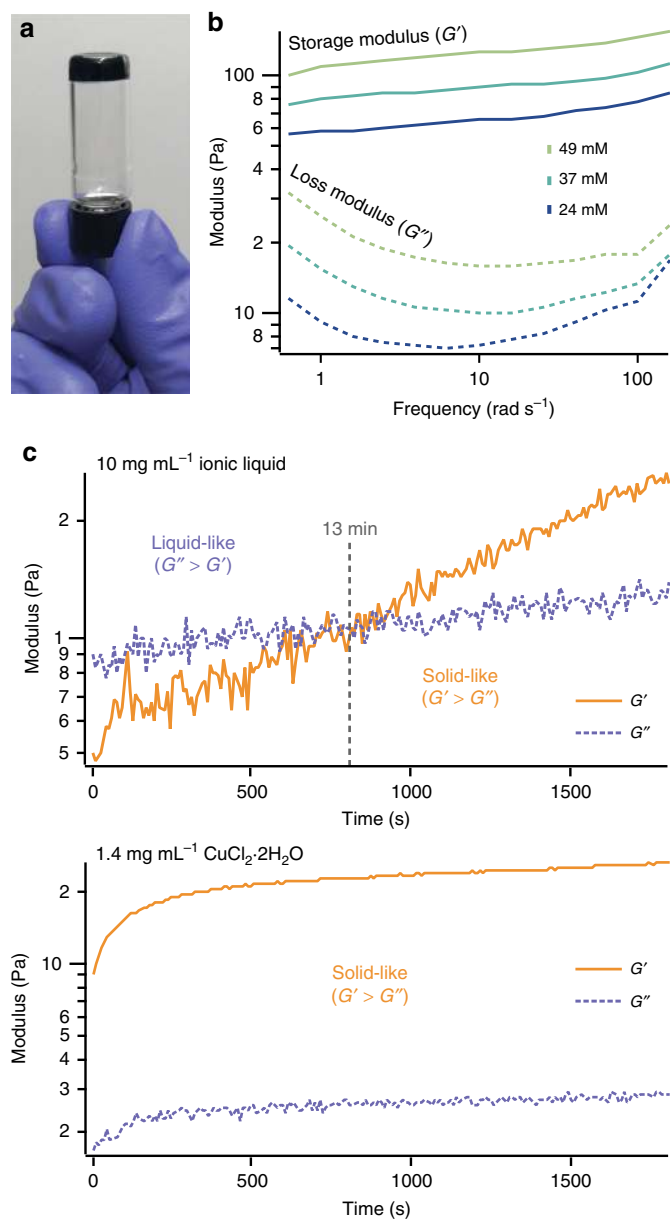 a
b
Storage modulus (G′)
Loss modulus (G″)
49 mM
37 mM
24 mM
100
8
6
4
2
10
8
Modulus (Pa)
1
10
100
Frequency (rad s⁻¹)
c
10 mg mL⁻¹ ionic liquid
13 min
Liquid-like
(G″ > G′)
Solid-like
(G′ > G″)
G′
G″
2
1
9
8
7
6
5
Modulus (Pa)
0
500
1000
1500
Time (s)
1.4 mg mL⁻¹ CuCl₂·2H₂O
Solid-like
(G′ > G″)
G′
G″
2
10
6
5
4
3
2
Modulus (Pa)
0
500
1000
1500
Time (s)